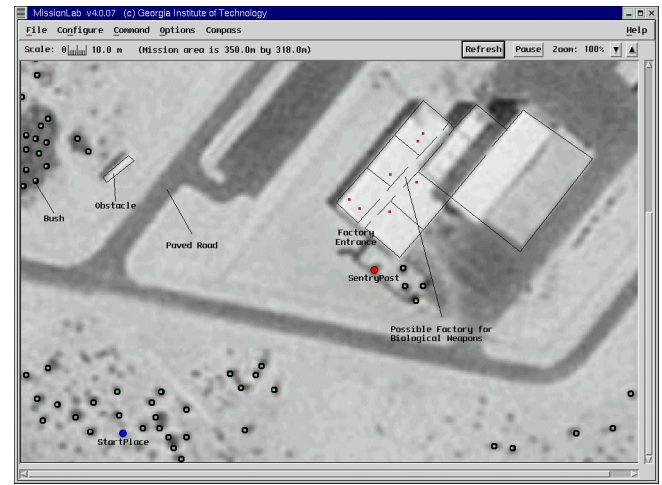 MissionLab v4.0.07 (c) Georgia Institute of Technology
File Configure Command Options Compass Help
Scale: 0 10.0 m (Mission area is 350.0m by 318.0m) Refresh Pause Zoom: 100%
Bush
Obstacle
Paved Road
Factory
Entrance
SentryPost
Possible Factory for
Biological Weapons
StartPlace